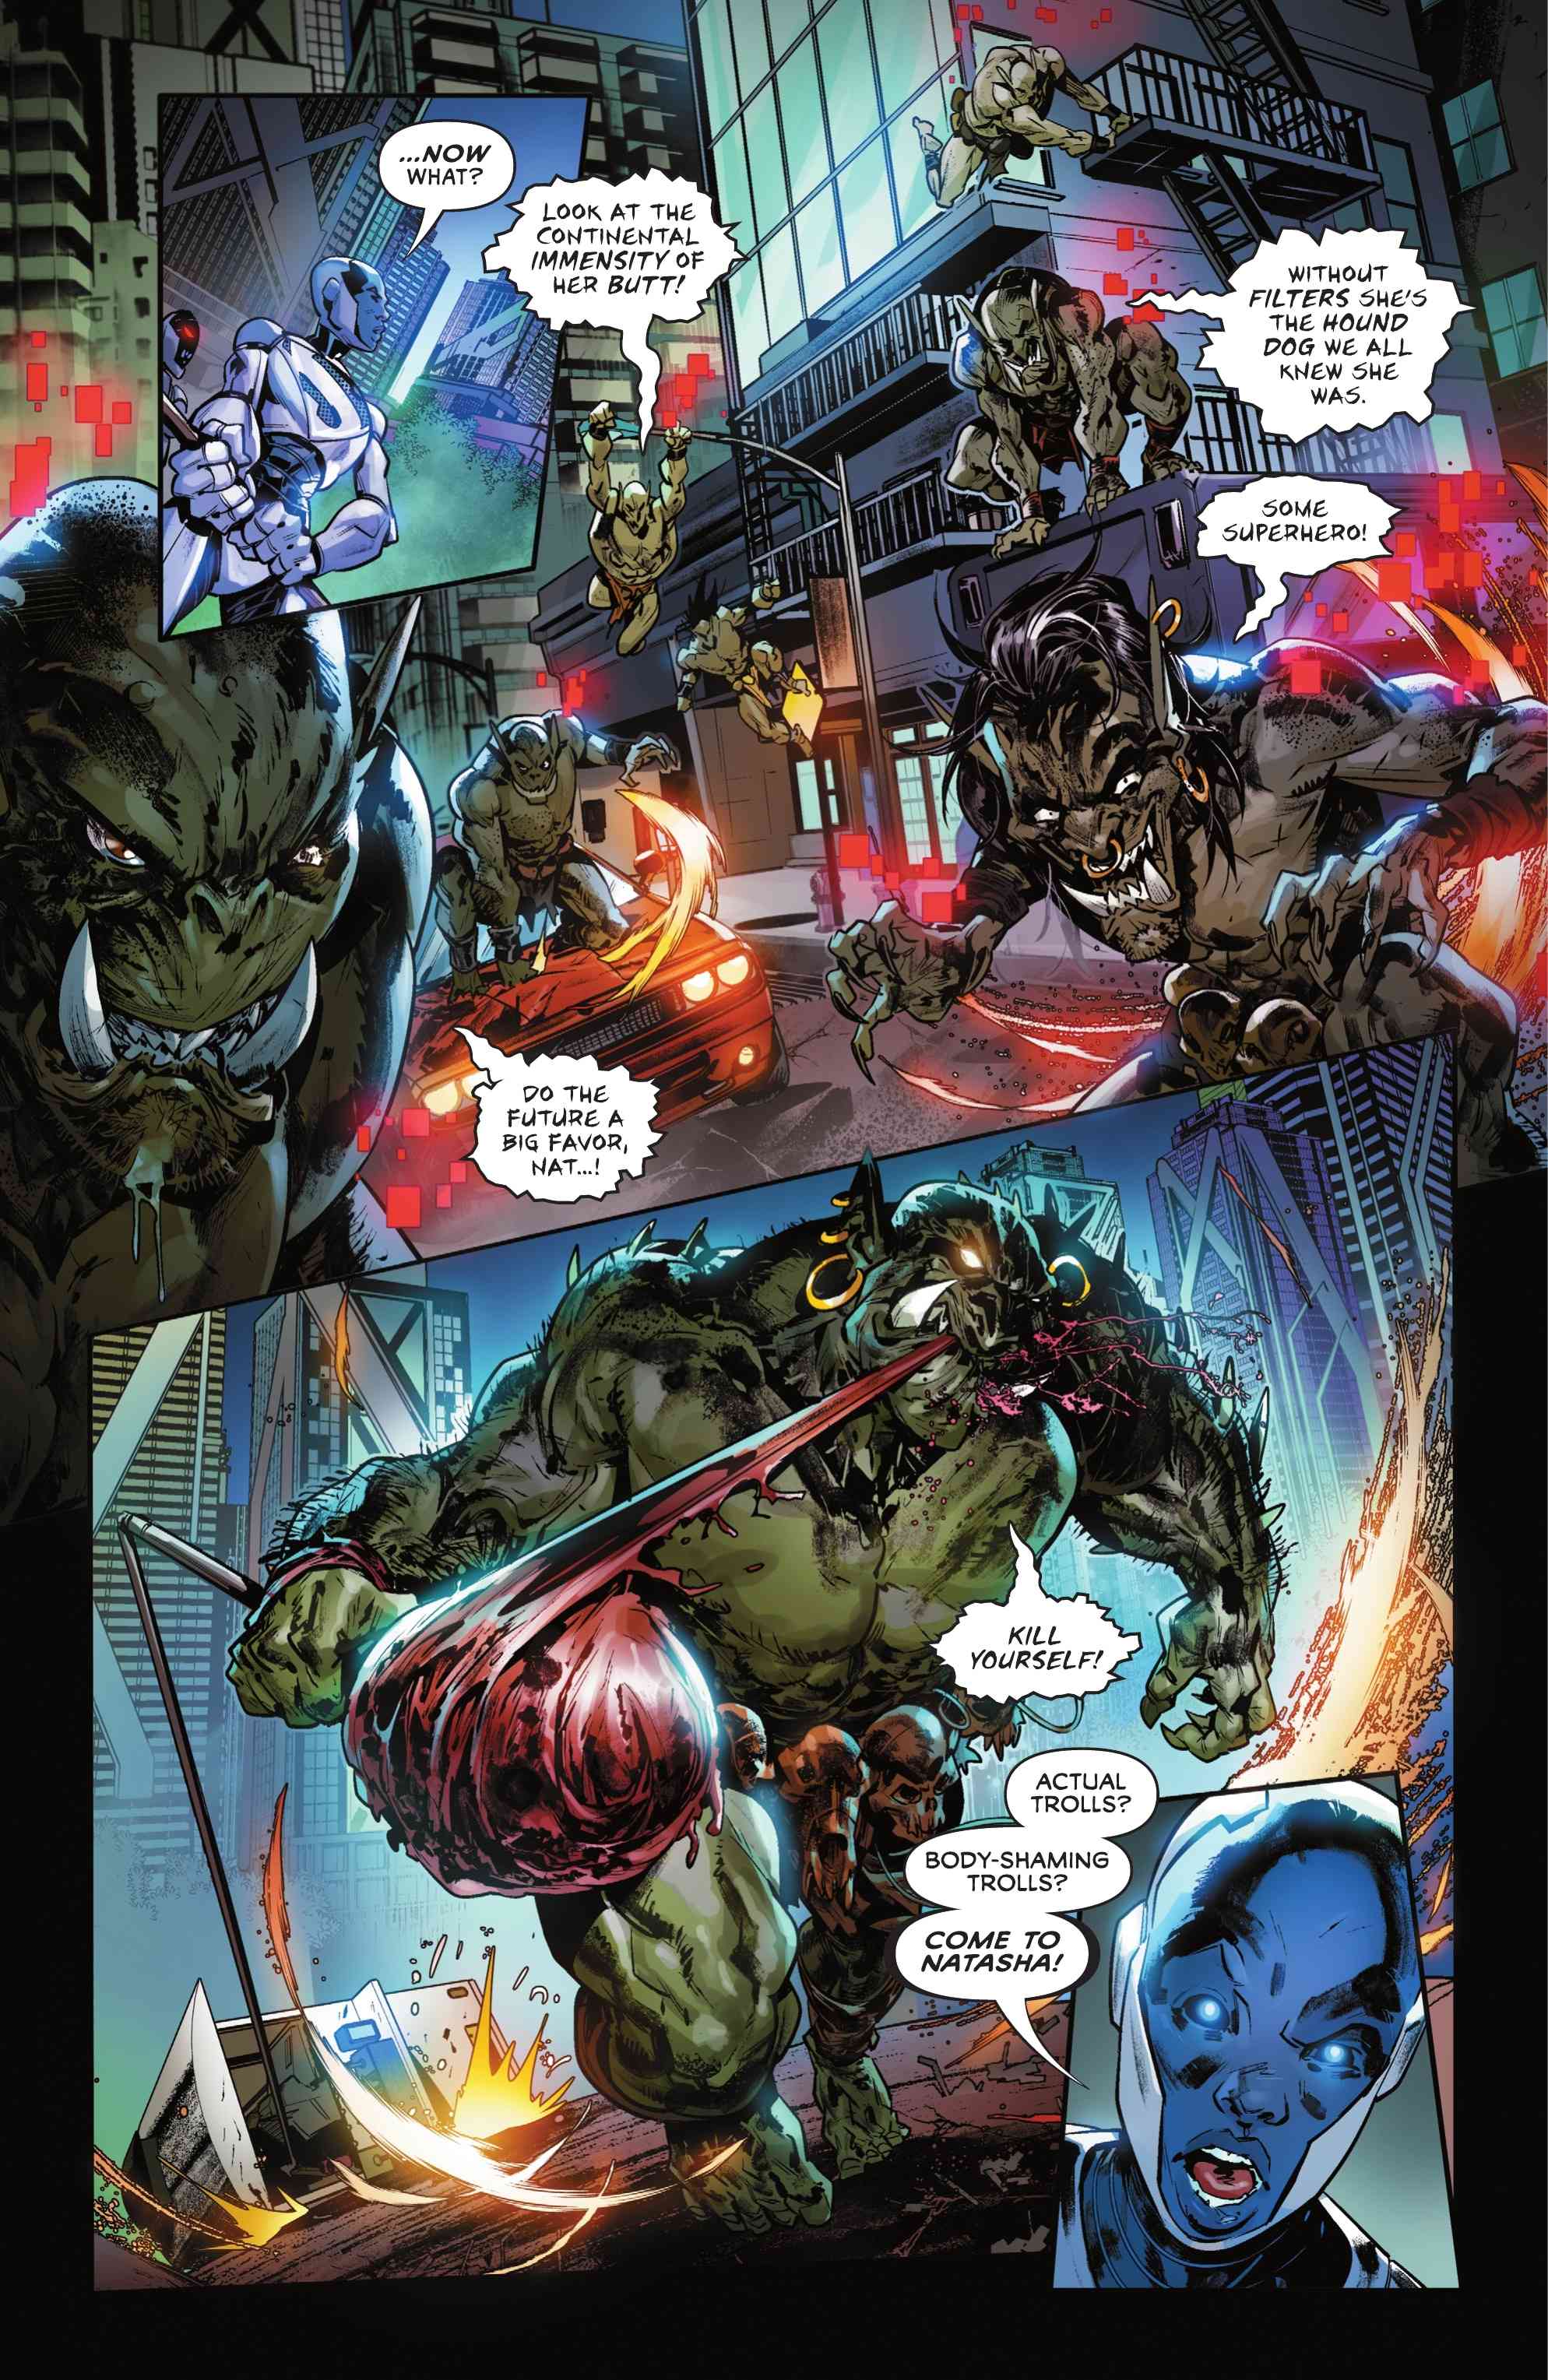 ...NOW
WHAT?
LOOK AT THE
CONTINENTAL
IMMENSITY OF
HER BUTT!
WITHOUT
FILTERS SHE'S
THE HOUND
DOG WE ALL
KNEW SHE
WAS.
SOME
SUPERHERO!
DO THE
FUTURE A
BIG FAVOR,
NAT...!
KILL
YOURSELF!
ACTUAL
TROLLS?
BODY-SHAMING
TROLLS?
COME TO
NATASHA!